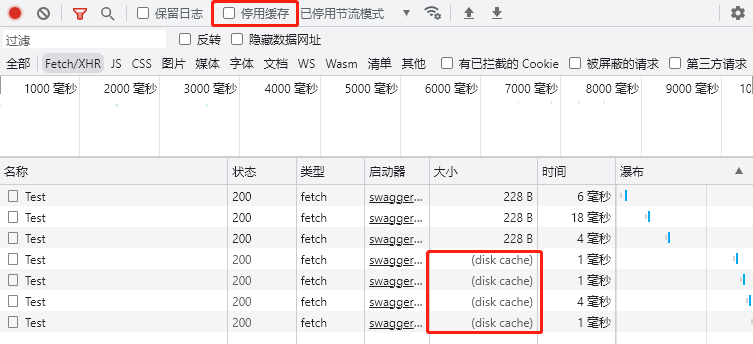 保留日志 停用缓存 已停用节流模式
过滤 反转 隐藏数据网址
全部 Fetch/XHR JS CSS 图片 媒体 字体 文档 WS Wasm 清单 其他 有已拦截的 Cookie 被屏蔽的请求 第三方请求
1000 毫秒 2000 毫秒 3000 毫秒 4000 毫秒 5000 毫秒 6000 毫秒 7000 毫秒 8000 毫秒 9000 毫秒 10
名称 状态 类型 启动器 大小 时间 瀑布
Test 200 fetch swagger... 228 B 6 毫秒
Test 200 fetch swagger... 228 B 18 毫秒
Test 200 fetch swagger... 228 B 4 毫秒
Test 200 fetch swagger... (disk cache) 1 毫秒
Test 200 fetch swagger... (disk cache) 1 毫秒
Test 200 fetch swagger... (disk cache) 4 毫秒
Test 200 fetch swagger... (disk cache) 1 毫秒